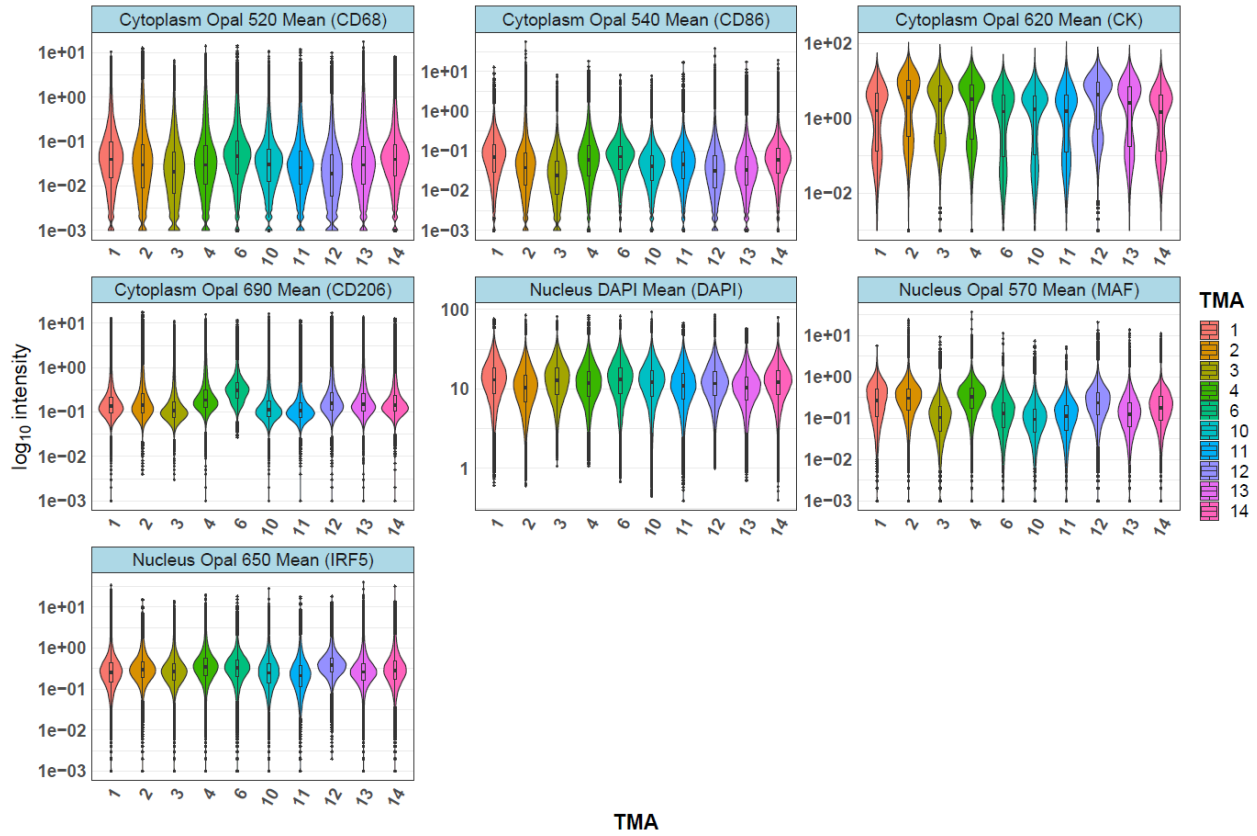 Cytoplasm Opal 520 Mean (CD68)
1e+01
1e+00
1e−01
1e−02
1e−03
1 2 3 4 6 10 11 12 13 14
Cytoplasm Opal 540 Mean (CD86)
1e+01
1e+00
1e−01
1e−02
1e−03
1 2 3 4 6 10 11 12 13 14
Cytoplasm Opal 620 Mean (CK)
1e+02
1e+00
1e−02
1 2 3 4 6 10 11 12 13 14
log10 intensity
Cytoplasm Opal 690 Mean (CD206)
1e+01
1e+00
1e−01
1e−02
1e−03
1 2 3 4 6 10 11 12 13 14
Nucleus DAPI Mean (DAPI)
100
10
1
1 2 3 4 6 10 11 12 13 14
Nucleus Opal 570 Mean (MAF)
1e+01
1e+00
1e−01
1e−02
1e−03
1 2 3 4 6 10 11 12 13 14
TMA
1
2
3
4
6
10
11
12
13
14
Nucleus Opal 650 Mean (IRF5)
1e+01
1e+00
1e−01
1e−02
1e−03
1 2 3 4 6 10 11 12 13 14
TMA